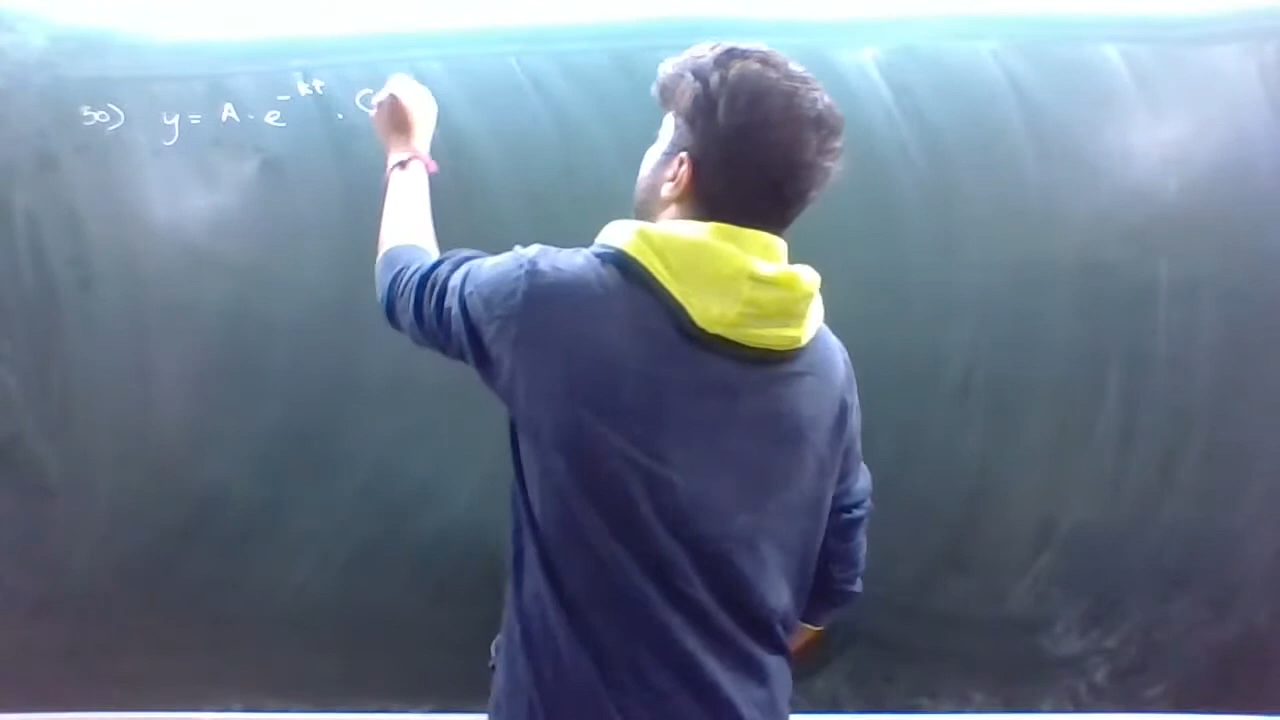 50) y = A · e^{-kt} · C